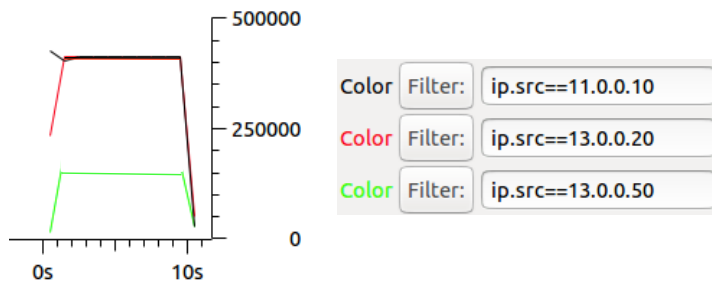 500000
250000
0
0s
10s
Color Filter: ip.src==11.0.0.10
Color Filter: ip.src==13.0.0.20
Color Filter: ip.src==13.0.0.50